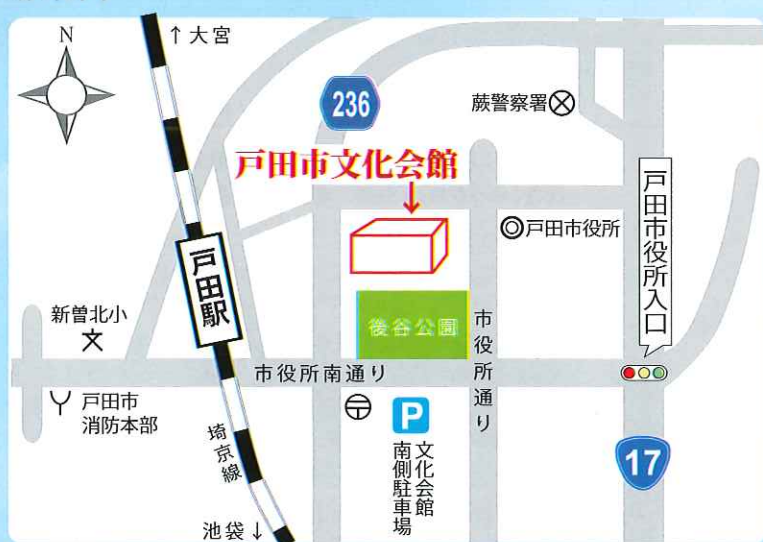 N
↑大宮
236
蕨警察署
戸田市文化会館
戸田市役所入口
戸田市役所
戸田駅
後谷公園
市役所通り
新曽北小
文
市役所南通り
戸田市
消防本部
P
文化会館
南側駐車場
17
埼京線
池袋↓